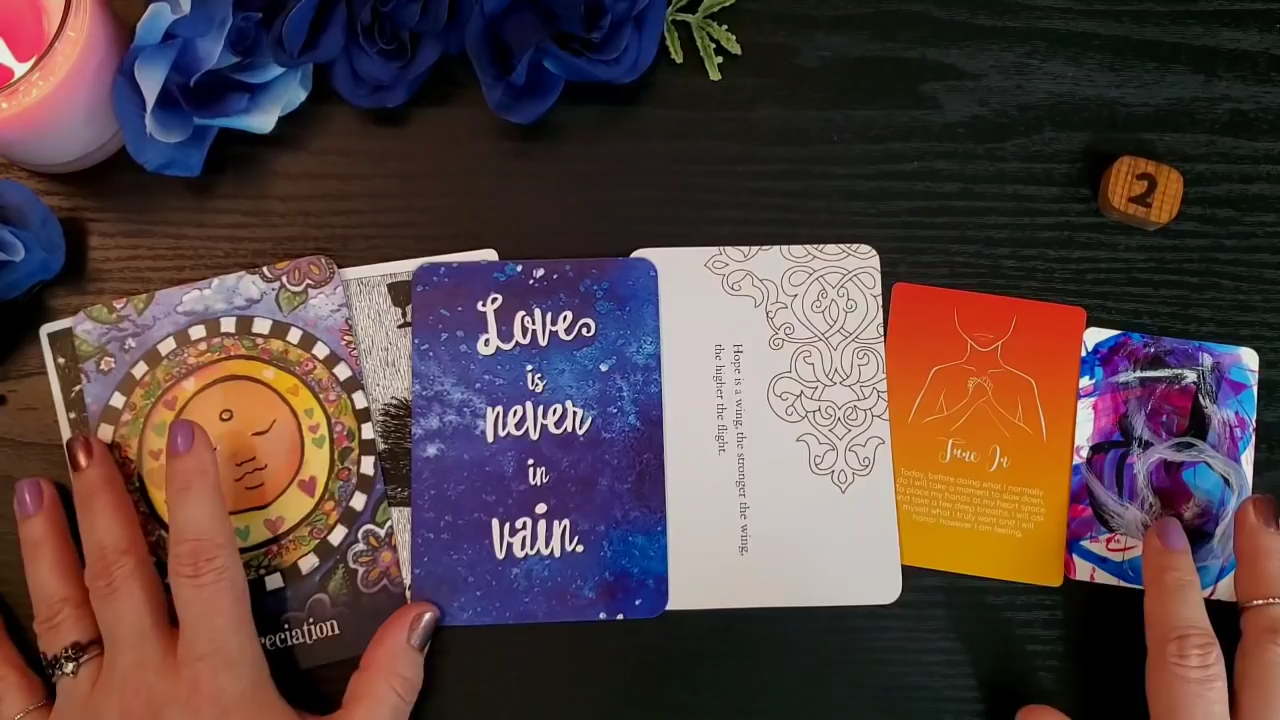 2
Love
is
never
in
vain.
Hope is a wing, the stronger the wing,
the higher the flight.
Tune In
Today, before doing what I normally
do I will take a moment to slow down.
To place my hands at my heart space
and take a few deep breaths. I will ask
myself what I truly want and I will
honor however I am feeling.
reciation